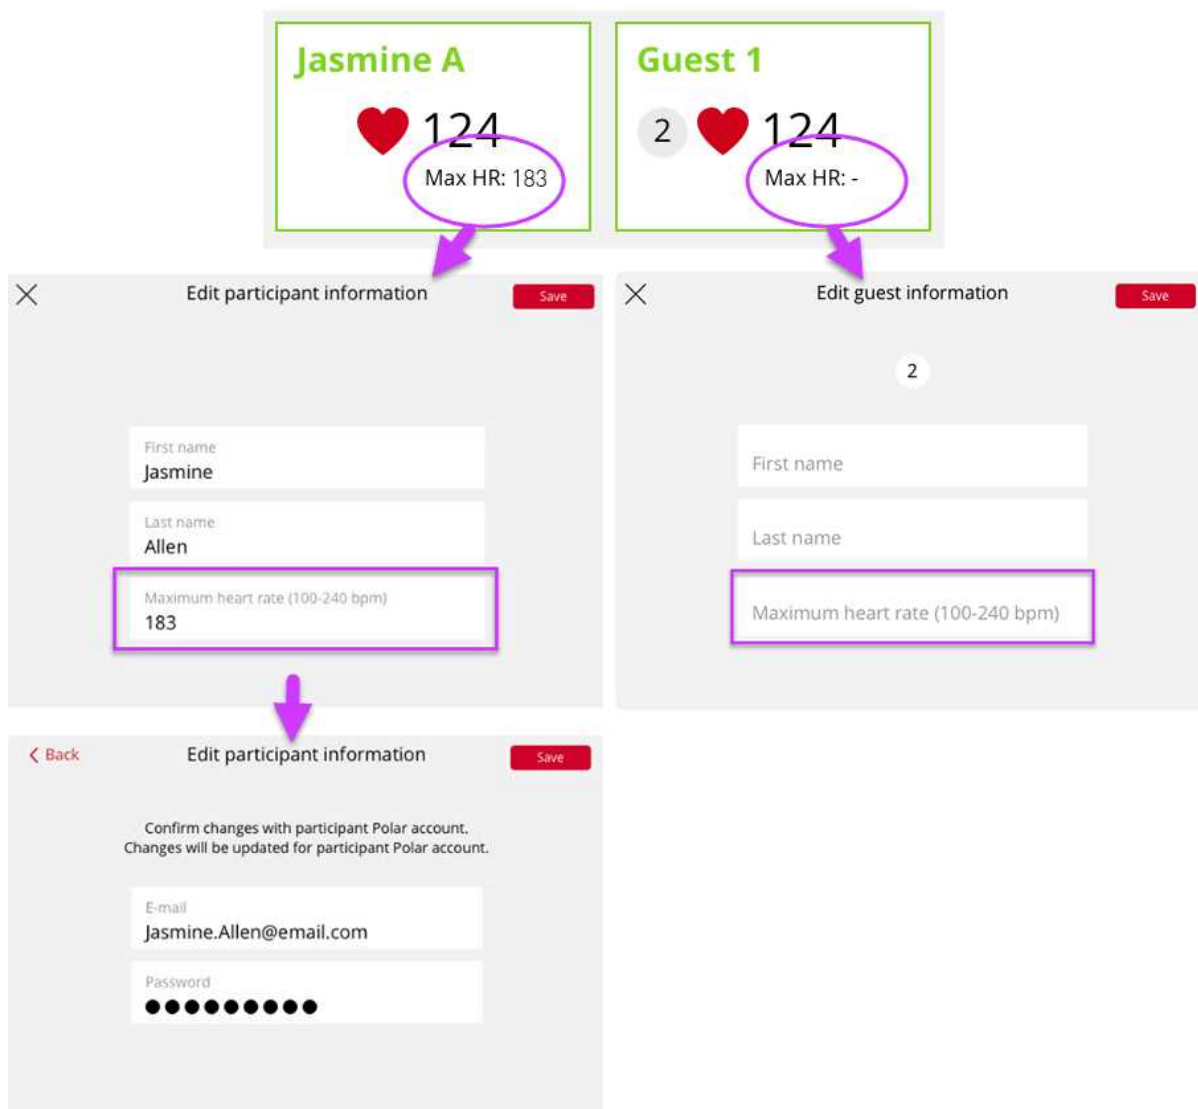 Jasmine A
124
Max HR: 183
Guest 1
2
124
Max HR: -
Edit participant information
Save
First name
Jasmine
Last name
Allen
Maximum heart rate (100-240 bpm)
183
Edit guest information
Save
2
First name
Last name
Maximum heart rate (100-240 bpm)
Back
Edit participant information
Save
Confirm changes with participant Polar account.
Changes will be updated for participant Polar account.
E-mail
Jasmine.Allen@email.com
Password
●●●●●●●●●